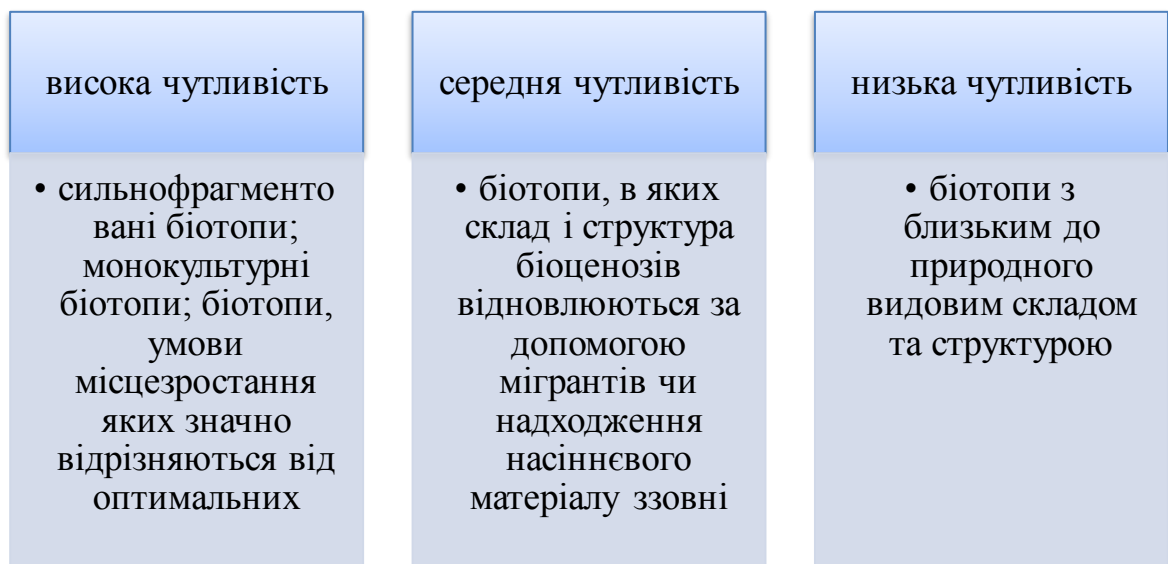 висока чутливість
• сильнофрагменто
вані біотопи;
монокультурні
біотопи; біотопи,
умови
місцезростання
яких значно
відрізняються від
оптимальних
середня чутливість
• біотопи, в яких
склад і структура
біоценозів
відновлюються за
допомогою
мігрантів чи
надходження
насіннєвого
матеріалу ззовні
низька чутливість
• біотопи з
близьким до
природного
видовим складом
та структурою